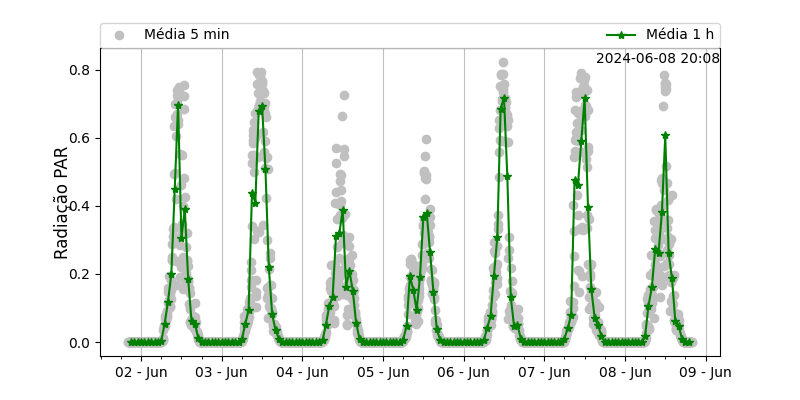 Média 5 min
Média 1 h
2024-06-08 20:08
Radiação PAR
0.8
0.6
0.4
0.2
0.0
02 - Jun
03 - Jun
04 - Jun
05 - Jun
06 - Jun
07 - Jun
08 - Jun
09 - Jun